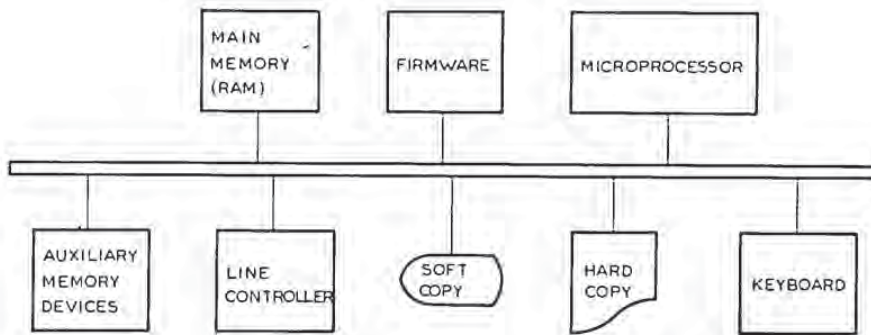 MAIN
MEMORY
(RAM)
FIRMWARE
MICROPROCESSOR
AUXILIARY
MEMORY
DEVICES
LINE
CONTROLLER
SOFT
COPY
HARD
COPY
KEYBOARD